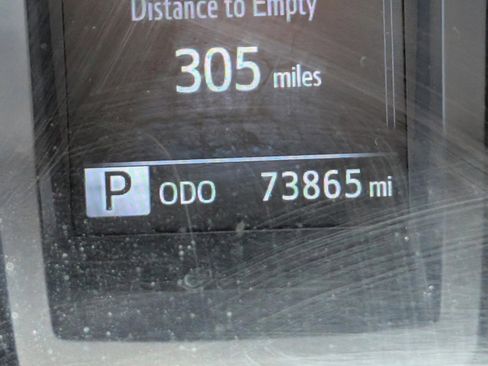 Distance to Empty
305 miles
P ODO 73865 mi